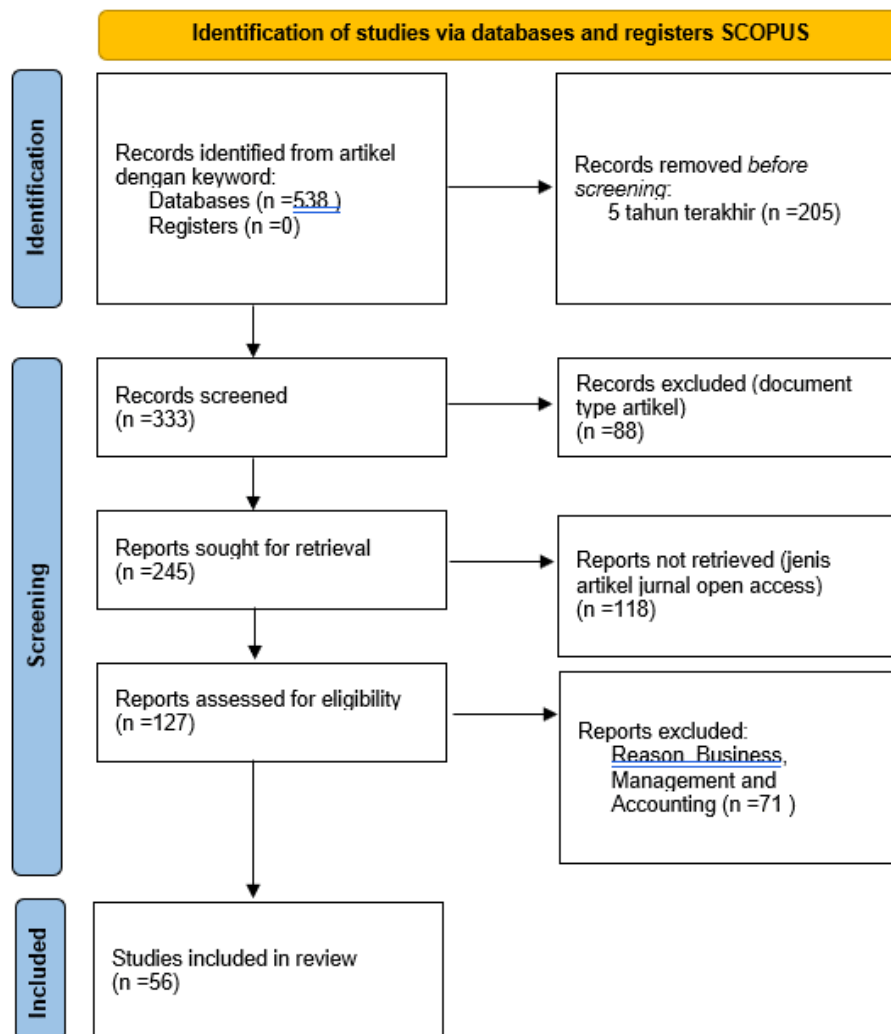 Identification of studies via databases and registers SCOPUS
Identification
Records identified from artikel
dengan keyword:
Databases (n =538 )
Registers (n =0)
Records removed before
screening:
5 tahun terakhir (n =205)
Screening
Records screened
(n =333)
Records excluded (document
type artikel)
(n =88)
Reports sought for retrieval
(n =245)
Reports not retrieved (jenis
artikel jurnal open access)
(n =118)
Reports assessed for eligibility
(n =127)
Reports excluded:
Reason Business,
Management and
Accounting (n =71 )
Included
Studies included in review
(n =56)